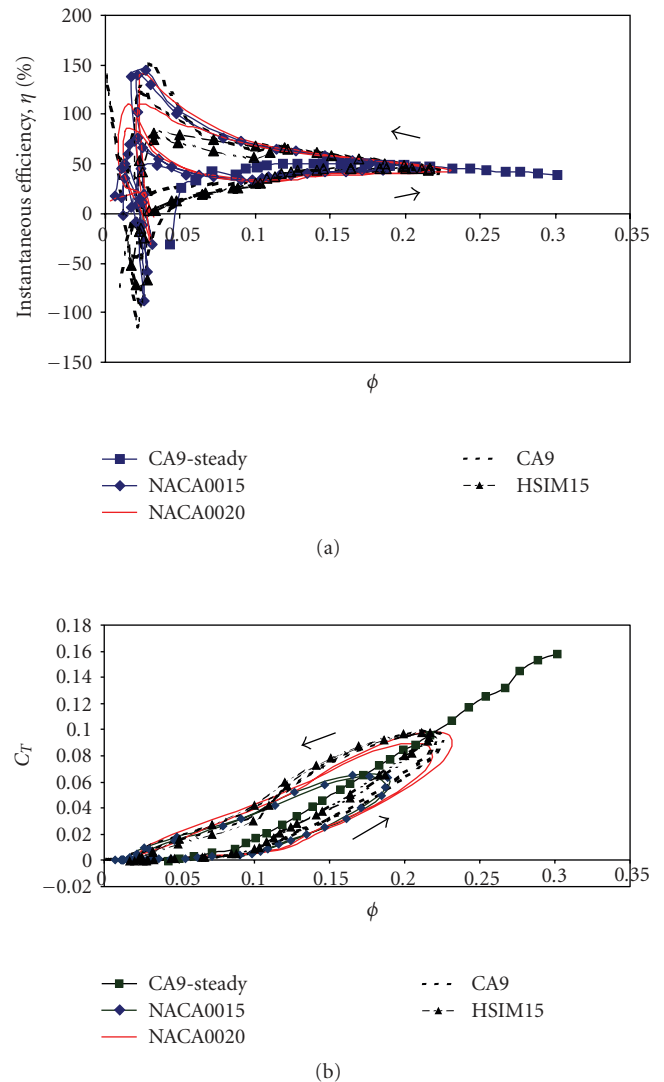 200
150
100
50
0
−50
−100
−150
Instantaneous efficiency, η (%)
0 0.05 0.1 0.15 0.2 0.25 0.3 0.35
ϕ
CA9-steady
NACA0015
NACA0020
CA9
HSIM15
(a)
0.18
0.16
0.14
0.12
0.1
0.08
0.06
0.04
0.02
0
−0.02
C_T
0 0.05 0.1 0.15 0.2 0.25 0.3 0.35
ϕ
CA9-steady
NACA0015
NACA0020
CA9
HSIM15
(b)